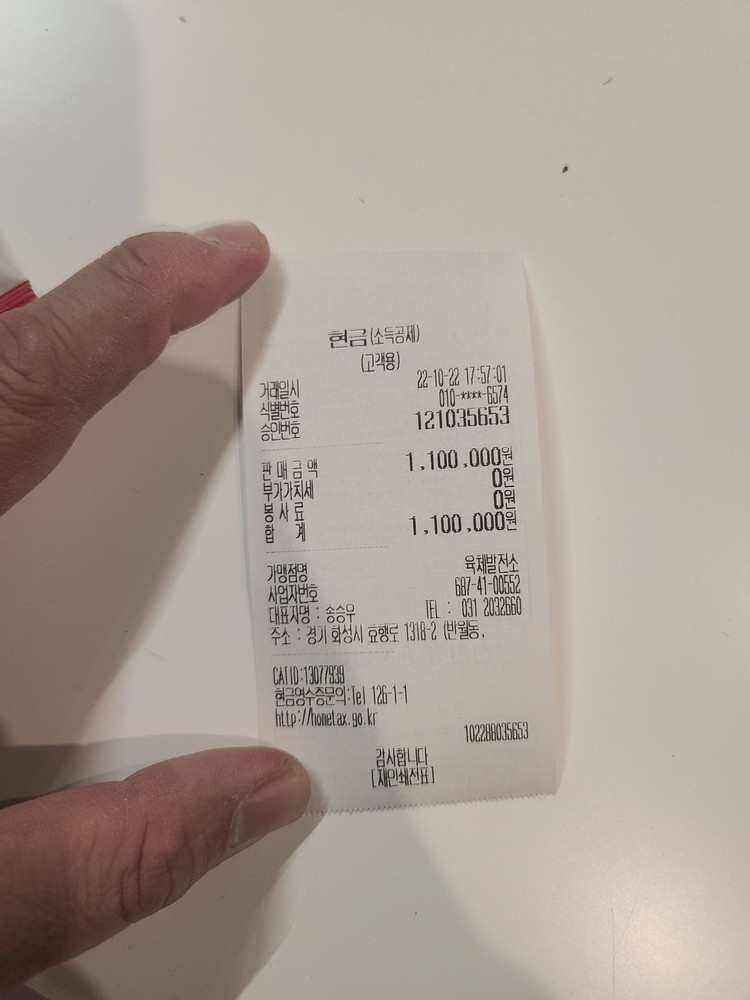 현금(소득공제)
(고객용)
거래일시 22-10-22 17:57:01
식별번호 010-****-6574
승인번호 121035653
판 매 금 액 1,100,000원
부가가치세 0원
봉 사 료 0원
합 계 1,100,000원
가맹점명 육체발전소
사업자번호 687-41-00552
대표자명 : 송승우 TEL : 031 2032660
주소 : 경기 화성시 효행로 1318-2 (반월동,
CATID:13077939
현금영수증문의:Tel 126-1-1
http://hometax.go.kr
102288035653
감사합니다
[재인쇄전표]